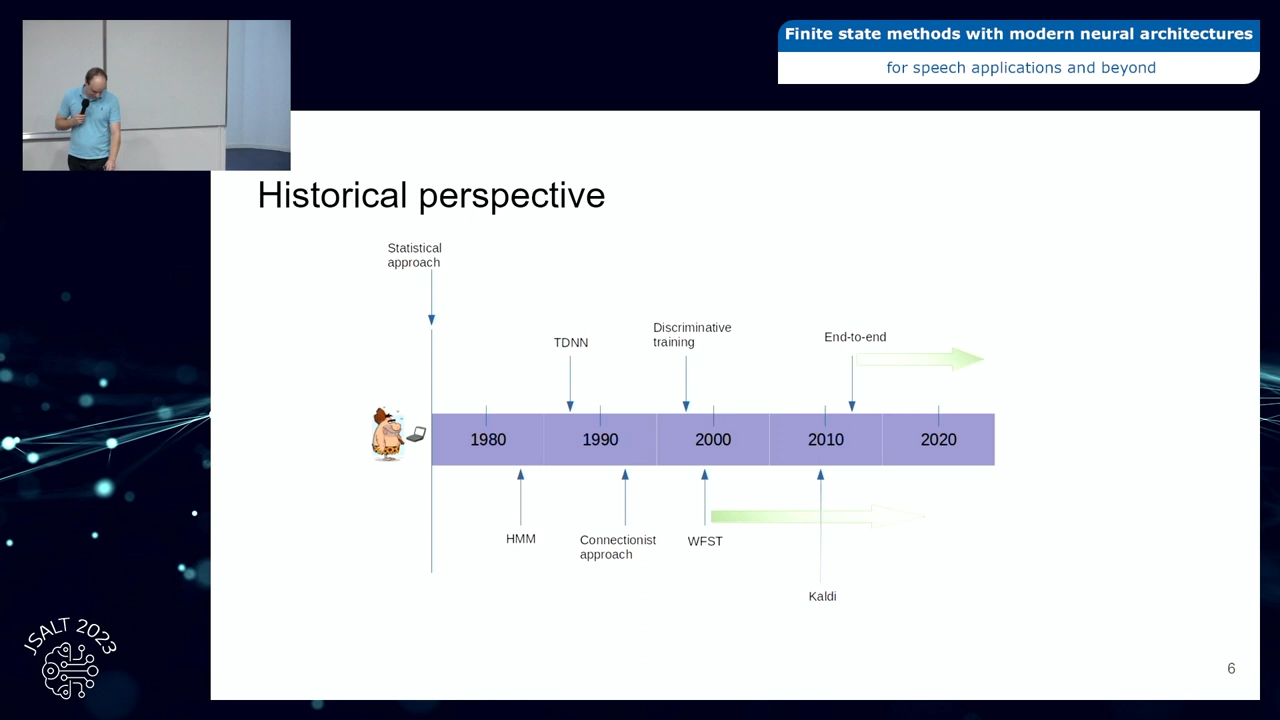 Finite state methods with modern neural architectures
for speech applications and beyond
Historical perspective
Statistical
approach
TDNN
Discriminative
training
End-to-end
1980
1990
2000
2010
2020
HMM
Connectionist
approach
WFST
Kaldi
JSALT 2023
6